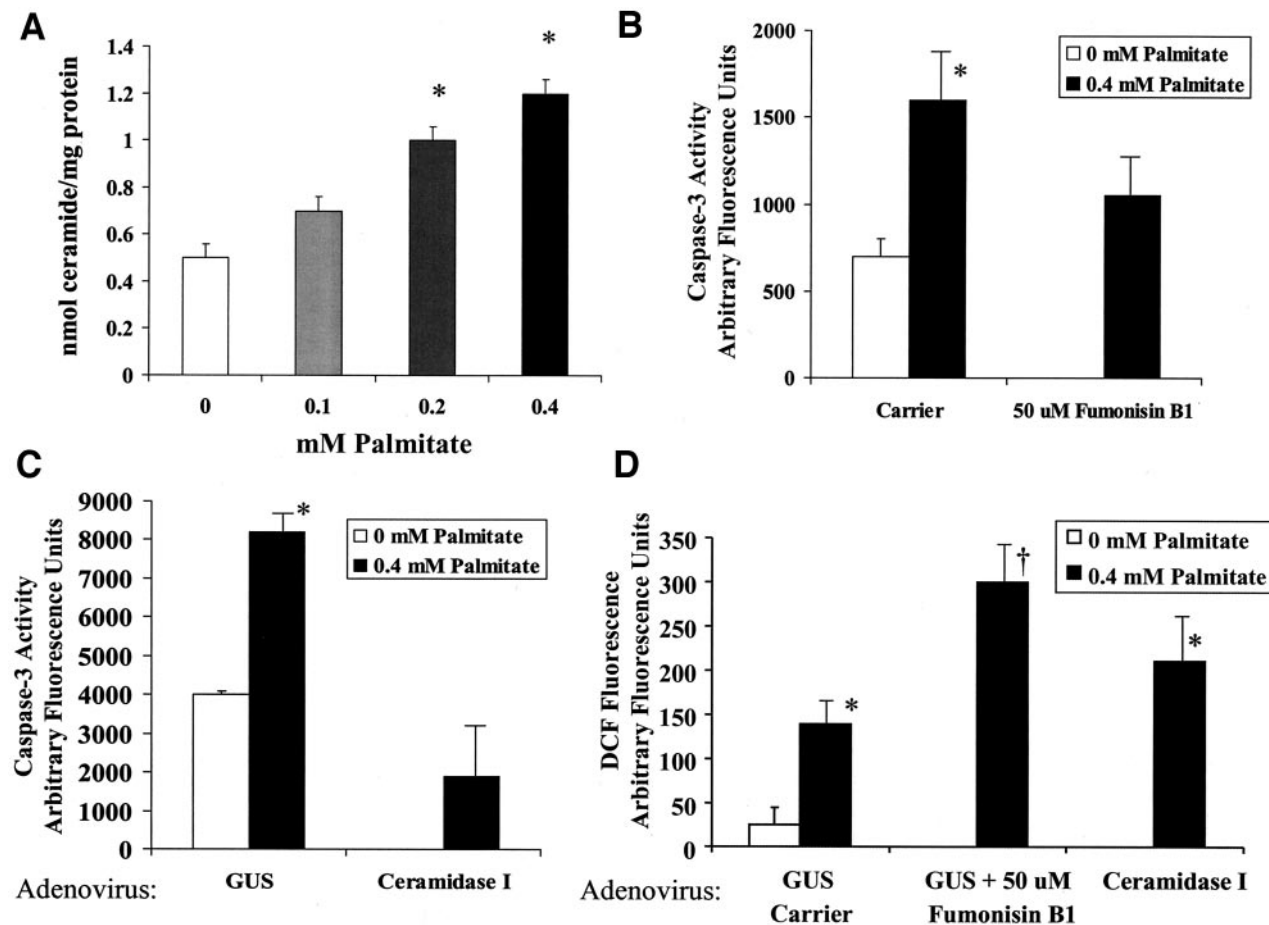 A
nmol ceramide/mg protein
1.4
1.2
1
0.8
0.6
0.4
0.2
0
*
*
0 0.1 0.2 0.4
mM Palmitate
B
Caspase-3 Activity
Arbitrary Fluorescence Units
2000
1500
1000
500
0
*
0 mM Palmitate
0.4 mM Palmitate
Carrier 50 uM Fumonisin B1
C
Caspase-3 Activity
Arbitrary Fluorescence Units
9000
8000
7000
6000
5000
4000
3000
2000
1000
0
*
0 mM Palmitate
0.4 mM Palmitate
Adenovirus: GUS Ceramidase I
D
DCF Fluorescence
Arbitrary Fluorescence Units
350
300
250
200
150
100
50
0
*
†
*
0 mM Palmitate
0.4 mM Palmitate
Adenovirus: GUS GUS + 50 uM Ceramidase I
Carrier Fumonisin B1